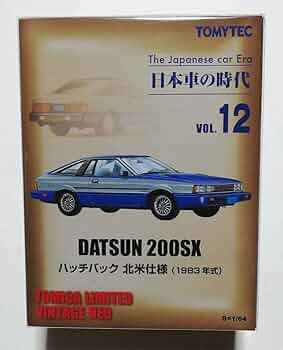 TOMYTEC
The Japanese car Era
日本車の時代
VOL. 12
DATSUN 200SX
ハッチバック 北米仕様 (1983年式)
TOMICA LIMITED
VINTAGE NEO
S=1/64